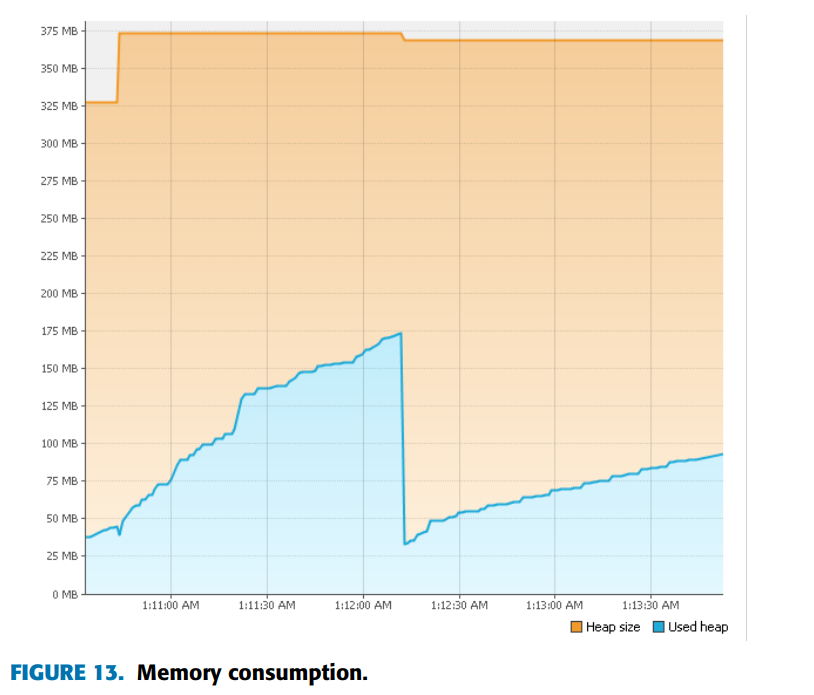 375 MB
350 MB
325 MB
300 MB
275 MB
250 MB
225 MB
200 MB
175 MB
150 MB
125 MB
100 MB
75 MB
50 MB
25 MB
0 MB
1:11:00 AM 1:11:30 AM 1:12:00 AM 1:12:30 AM 1:13:00 AM 1:13:30 AM
Heap size Used heap
FIGURE 13. Memory consumption.